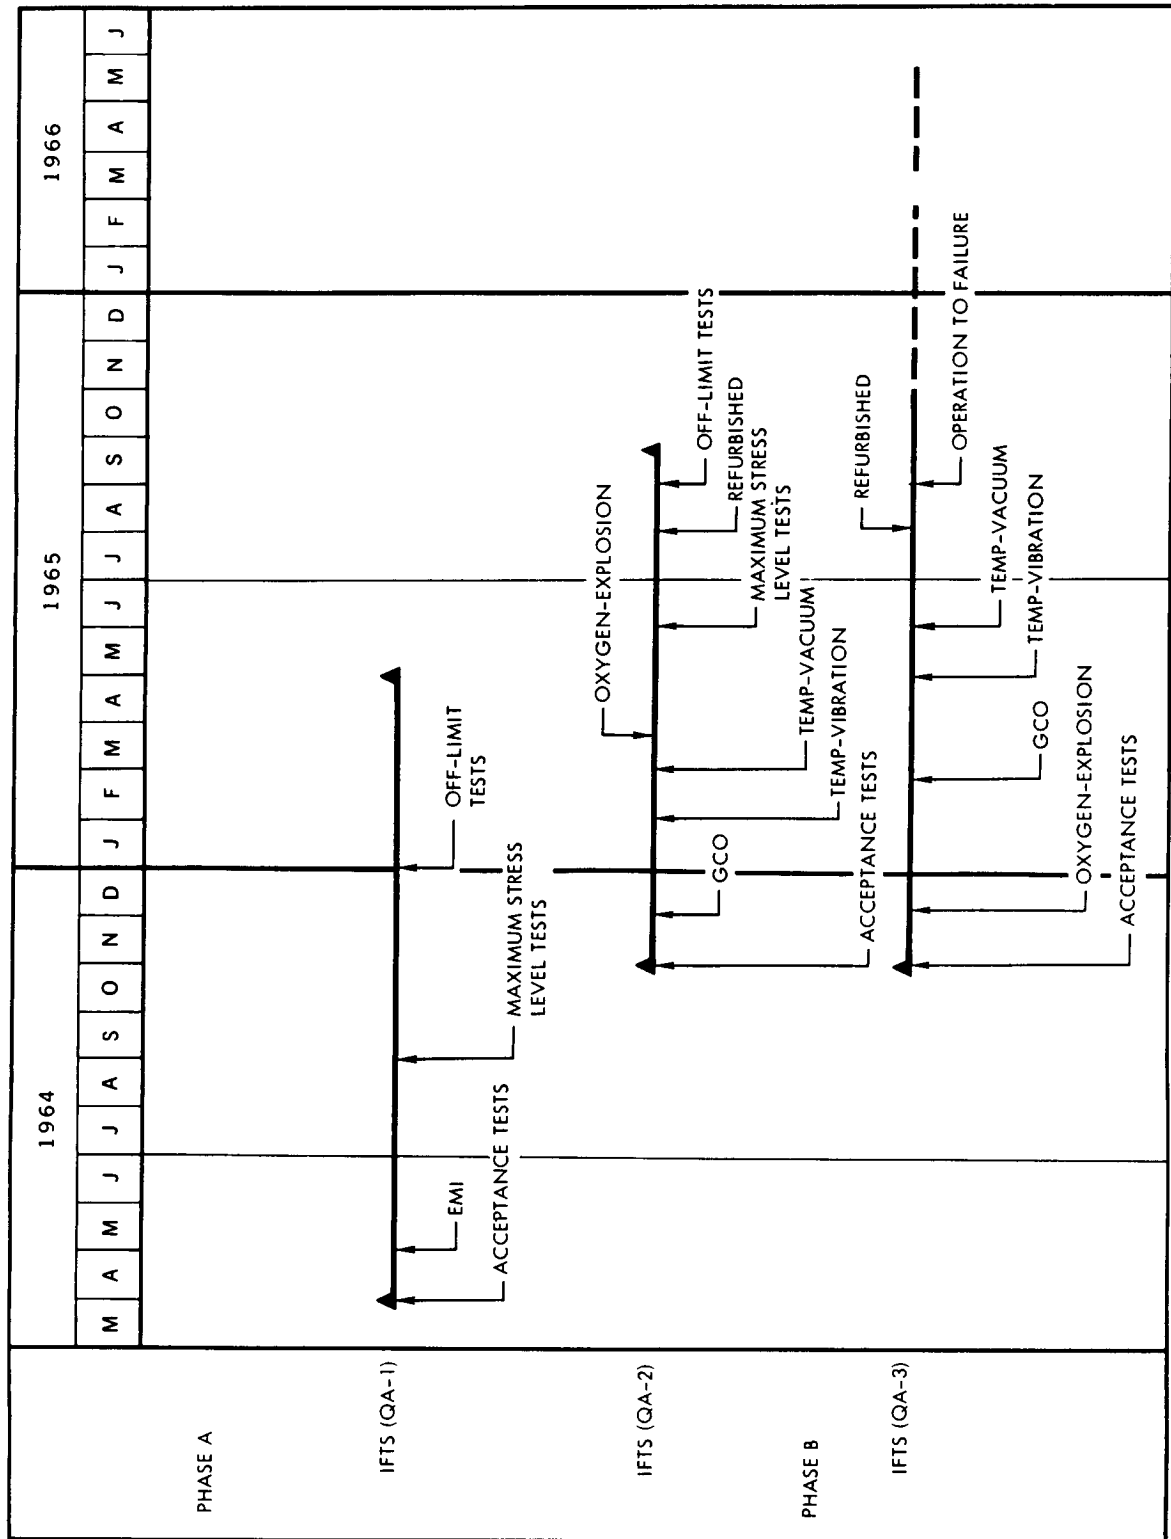 1964
1965
1966
M A M J J A S O N D J F M A M J J A S O N D J F M A M J
PHASE A
IFTS (QA-1)
EMI
ACCEPTANCE TESTS
MAXIMUM STRESS
LEVEL TESTS
OFF-LIMIT
TESTS
IFTS (QA-2)
OXYGEN-EXPLOSION
GCO
ACCEPTANCE TESTS
TEMP-VACUUM
TEMP-VIBRATION
MAXIMUM STRESS
LEVEL TESTS
REFURBISHED
OFF-LIMIT TESTS
PHASE B
IFTS (QA-3)
REFURBISHED
ACCEPTANCE TESTS
OXYGEN-EXPLOSION
GCO
TEMP-VIBRATION
TEMP-VACUUM
OPERATION TO FAILURE